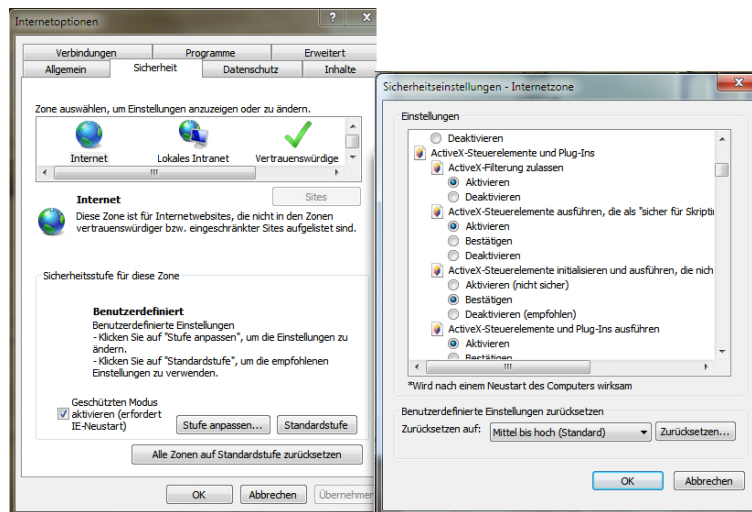 Internetoptionen
Verbindungen Programme Erweitert
Allgemein Sicherheit Datenschutz Inhalte
Zone auswählen, um Einstellungen anzuzeigen oder zu ändern.
Internet Lokales Intranet Vertrauenswürdige
Internet
Sites
Diese Zone ist für Internetwebsites, die nicht in den Zonen
vertrauenswürdiger bzw. eingeschränkter Sites aufgelistet sind.
Sicherheitsstufe für diese Zone
Benutzerdefiniert
Benutzerdefinierte Einstellungen
- Klicken Sie auf "Stufe anpassen", um die Einstellungen zu
ändern.
- Klicken Sie auf "Standardstufe", um die empfohlenen
Einstellungen zu verwenden.
Geschützten Modus
aktivieren (erfordert
IE-Neustart)
Stufe anpassen... Standardstufe
Alle Zonen auf Standardstufe zurücksetzen
OK Abbrechen Übernehmen
Sicherheitseinstellungen - Internetzone
Einstellungen
Deaktivieren
ActiveX-Steuerelemente und Plug-Ins
ActiveX-Filterung zulassen
Aktivieren
Deaktivieren
ActiveX-Steuerelemente ausführen, die als "sicher für Skriptin
Aktivieren
Bestätigen
Deaktivieren
ActiveX-Steuerelemente initialisieren und ausführen, die nich
Aktivieren (nicht sicher)
Bestätigen
Deaktivieren (empfohlen)
ActiveX-Steuerelemente und Plug-Ins ausführen
Aktivieren
Bestätigen
*Wird nach einem Neustart des Computers wirksam
Benutzerdefinierte Einstellungen zurücksetzen
Zurücksetzen auf: Mittel bis hoch (Standard) Zurücksetzen...
OK Abbrechen